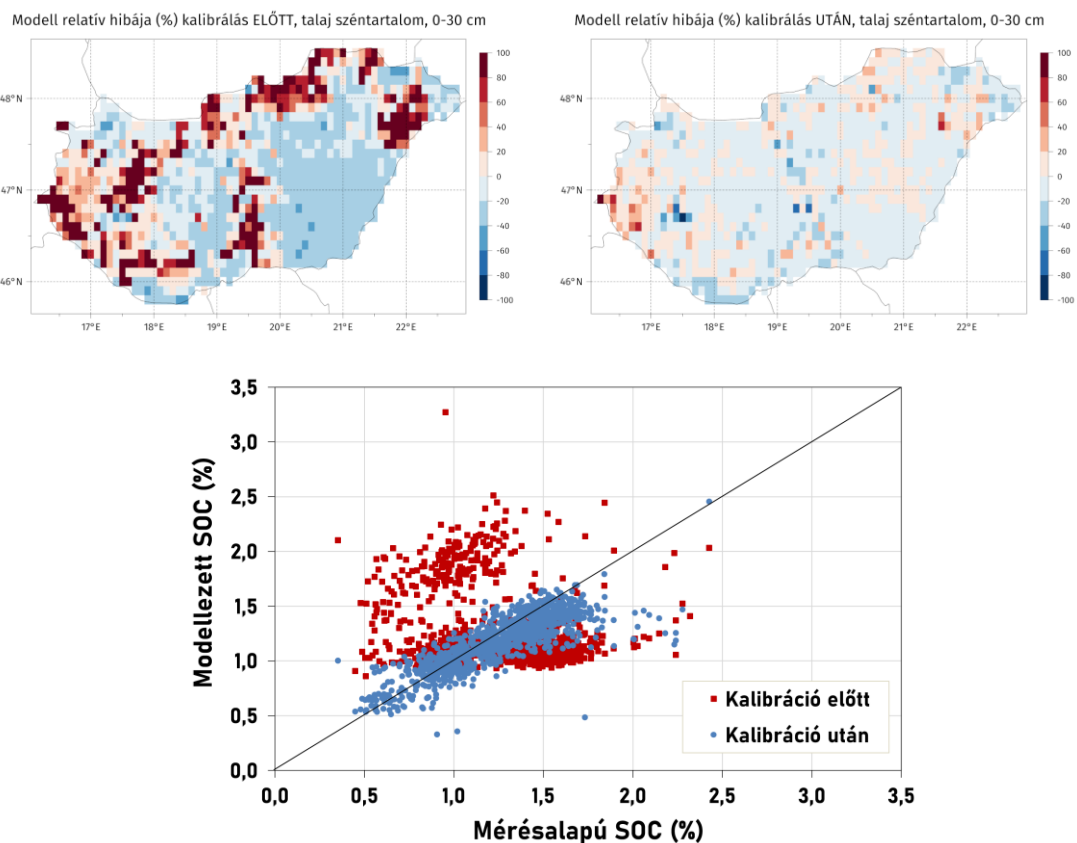 Modell relatív hibája (%) kalibrálás ELŐTT, talaj széntartalom, 0-30 cm
48°N
47°N
46°N
17°E 18°E 19°E 20°E 21°E 22°E
100
80
60
40
20
0
-20
-40
-60
-80
-100
Modell relatív hibája (%) kalibrálás UTÁN, talaj széntartalom, 0-30 cm
48°N
47°N
46°N
17°E 18°E 19°E 20°E 21°E 22°E
100
80
60
40
20
0
-20
-40
-60
-80
-100
Modellezett SOC (%)
3,5
3,0
2,5
2,0
1,5
1,0
0,5
0,0
Kalibráció előtt
Kalibráció után
0,0 0,5 1,0 1,5 2,0 2,5 3,0 3,5
Mérésalapú SOC (%)